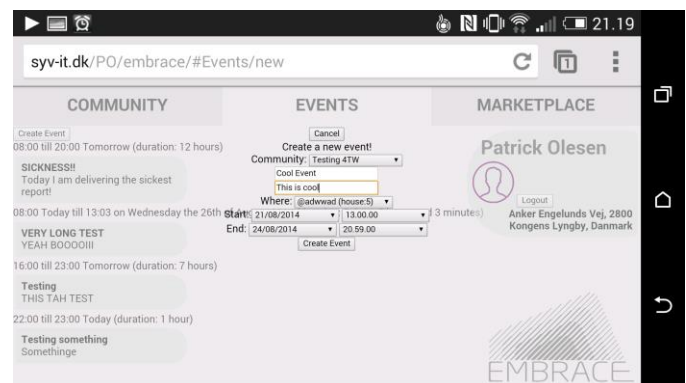 21.19
syv-it.dk/PO/embrace/#Events/new
1
COMMUNITY
EVENTS
MARKETPLACE
Create Event
08:00 till 20:00 Tomorrow (duration: 12 hours)
SICKNESS!!
Today I am delivering the sickest
report!
08:00 Today till 13:03 on Wednesday the 26th
3 minutes)
VERY LONG TEST
YEAH BOOOOIII
16:00 till 23:00 Tomorrow (duration: 7 hours)
Testing
THIS TAH TEST
22:00 till 23:00 Today (duration: 1 hour)
Testing something
Somethinge
Cancel
Create a new event!
Community: Testing 4TW
Cool Event
This is cool
Where: @adwwad (house:5)
Start: 21/08/2014 13.00.00
End: 24/08/2014 20.59.00
Create Event
Patrick Olesen
Logout
Anker Engelunds Vej, 2800
Kongens Lyngby, Danmark
EMBRACE